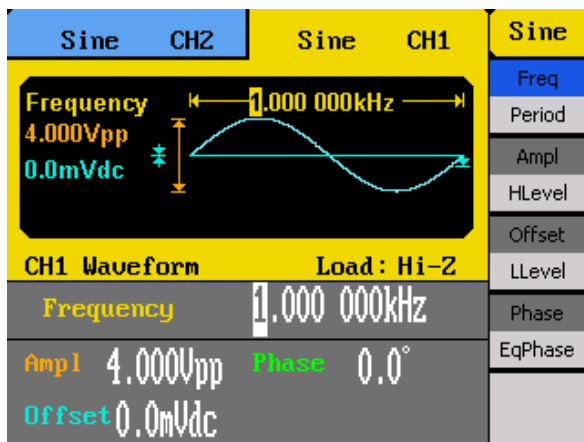 Sine CH2 Sine CH1 Sine
Frequency 1.000 000kHz
4.000Vpp
0.0mVdc
CH1 Waveform Load: Hi-Z
Frequency 1.000 000kHz
Ampl 4.000Vpp Phase 0.0°
Offset 0.0mVdc
Freq
Period
Ampl
HLevel
Offset
LLevel
Phase
EqPhase